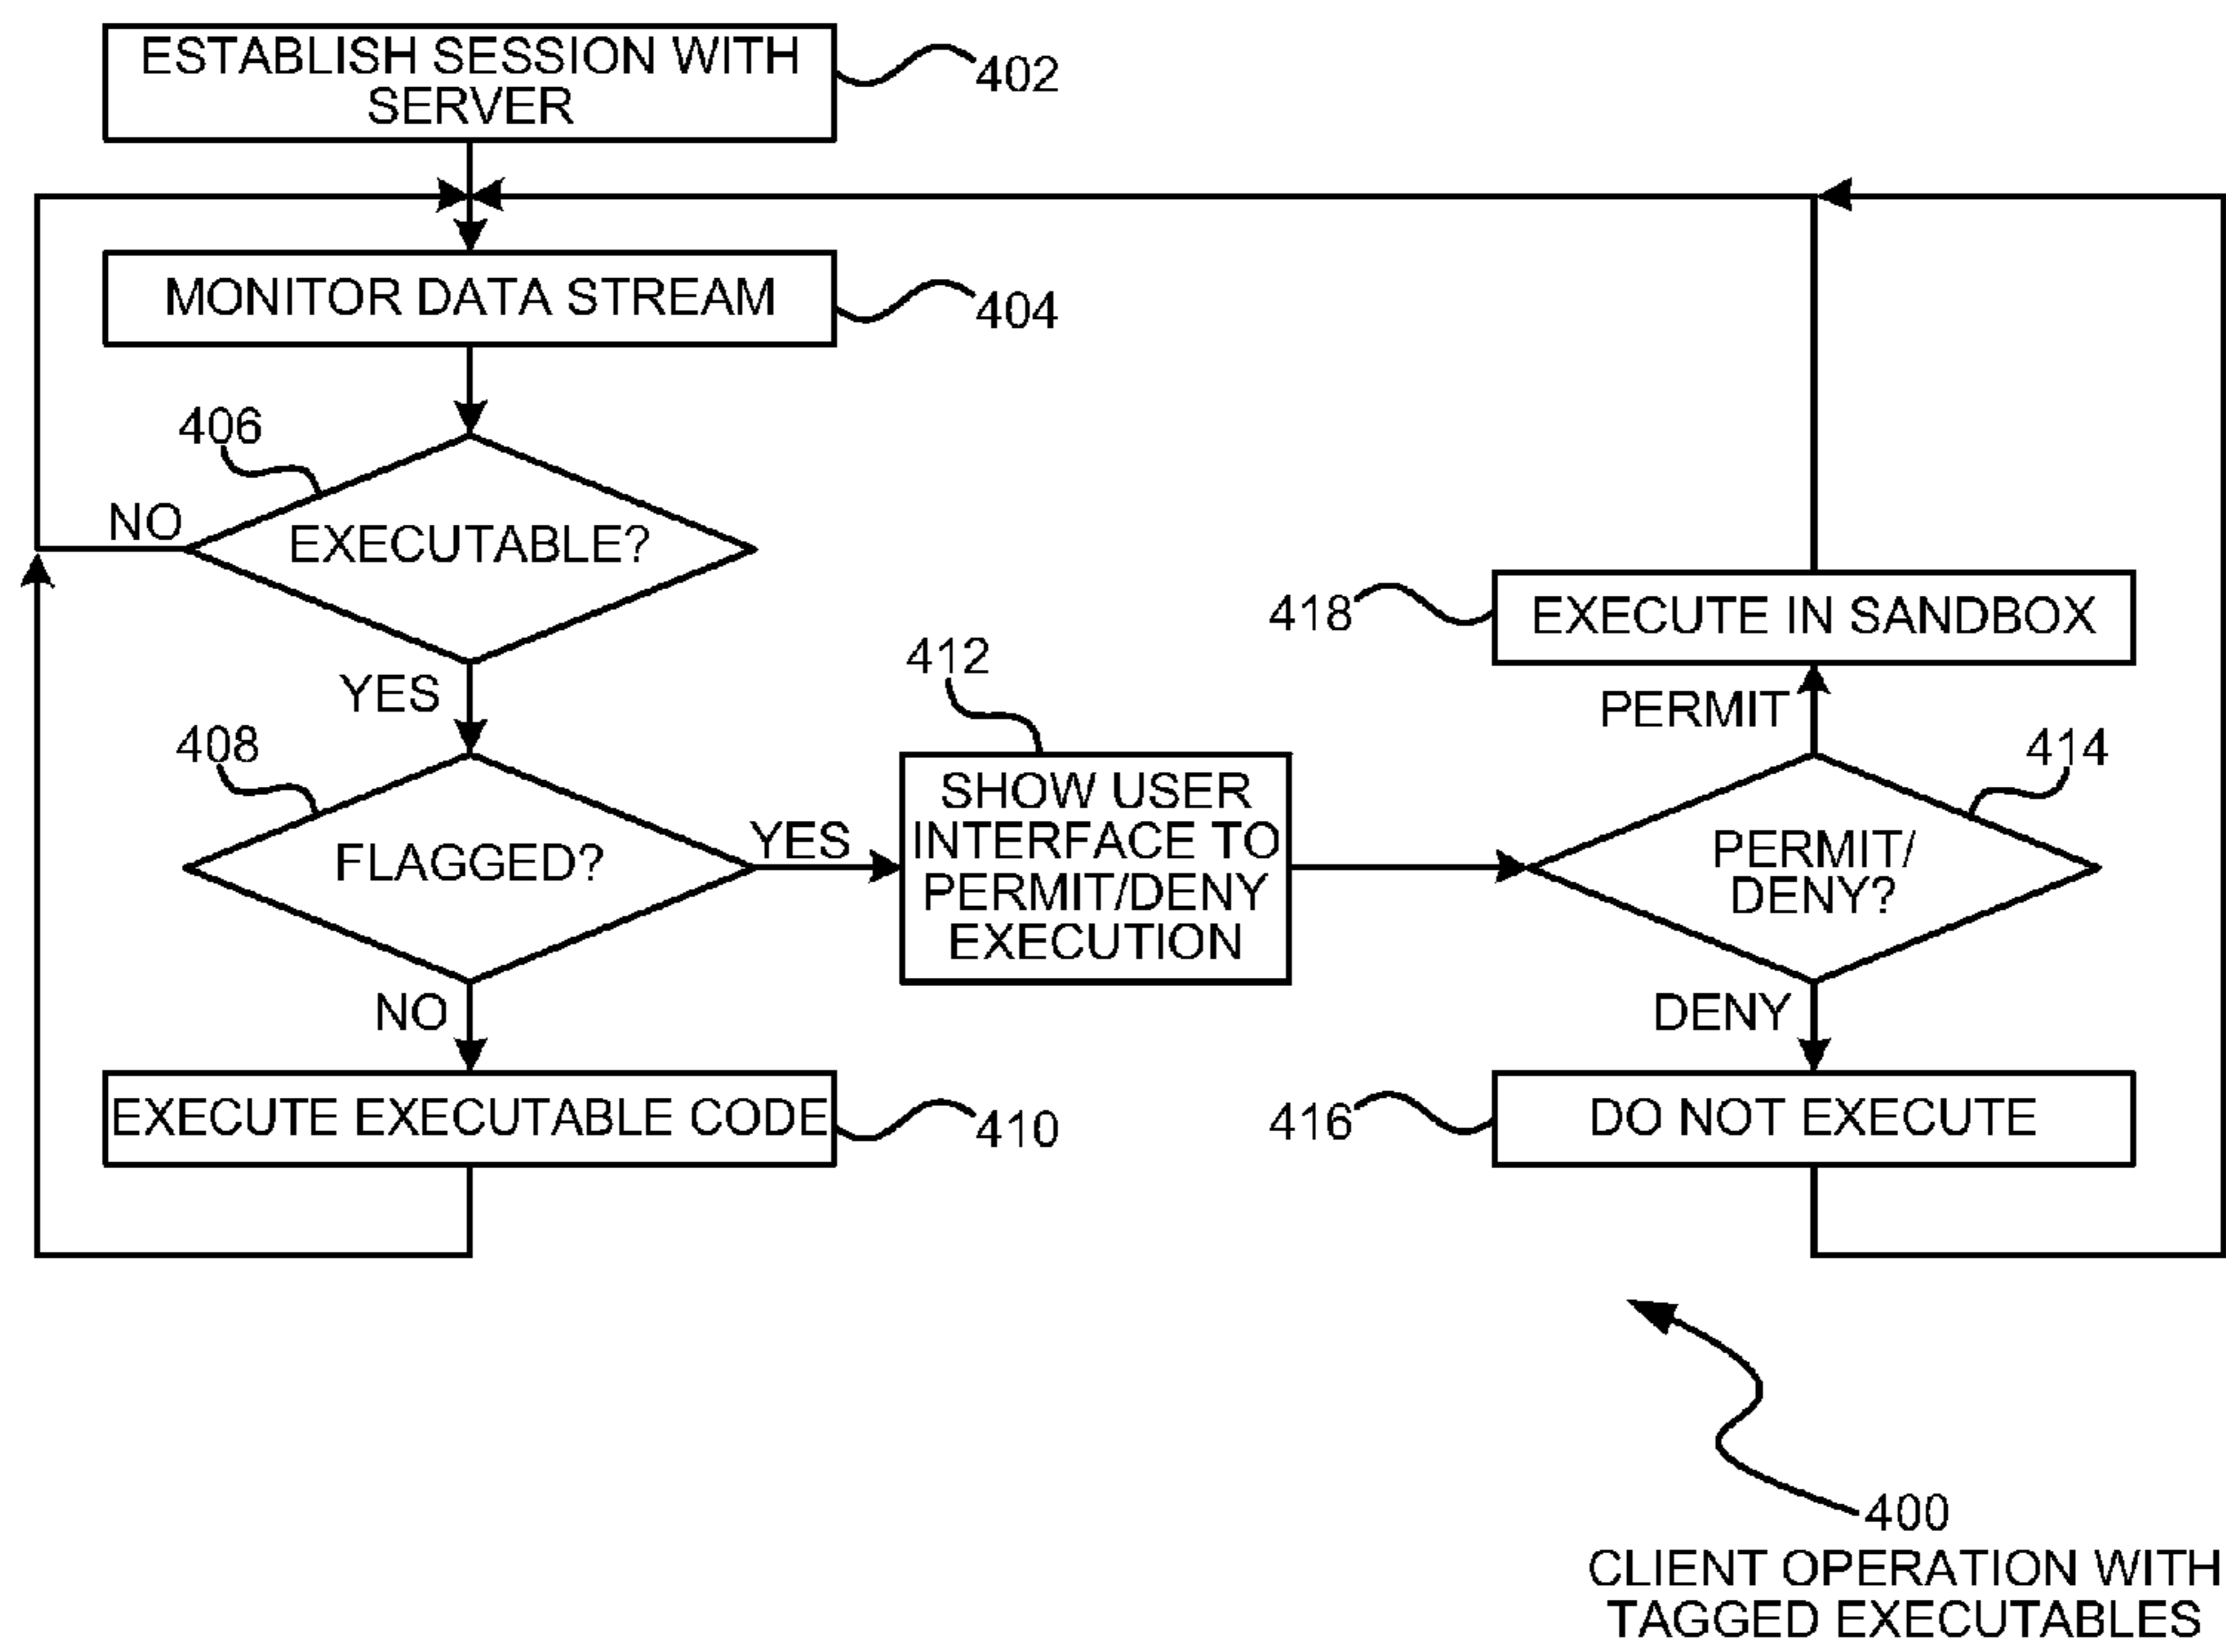 ESTABLISH SESSION WITH
SERVER
402
MONITOR DATA STREAM
404
406
NO
EXECUTABLE?
YES
408
FLAGGED?
YES
412
SHOW USER
INTERFACE TO
PERMIT/DENY
EXECUTION
NO
EXECUTE EXECUTABLE CODE
410
418
EXECUTE IN SANDBOX
PERMIT
414
PERMIT/
DENY?
DENY
416
DO NOT EXECUTE
400
CLIENT OPERATION WITH
TAGGED EXECUTABLES